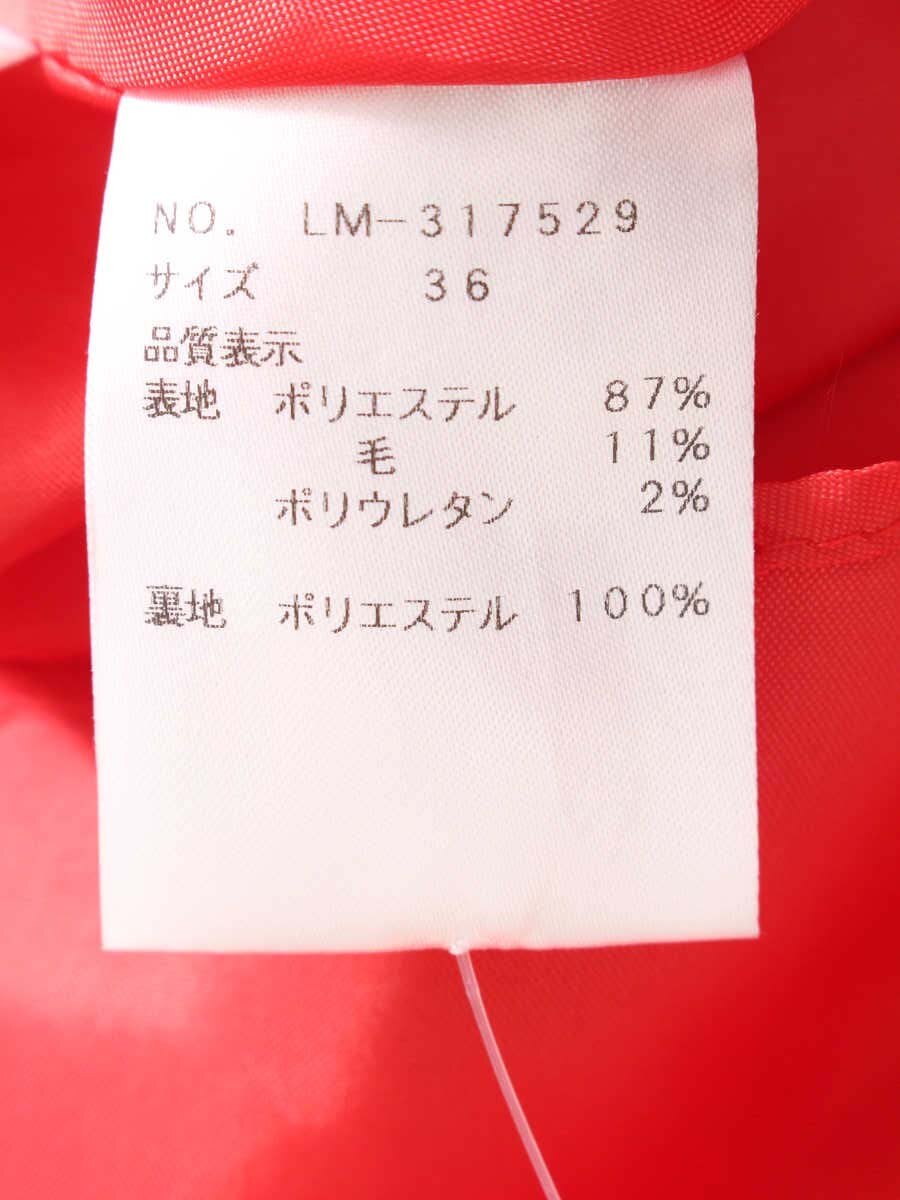 NO. LM-317529
サイズ 36
品質表示
表地 ポリエステル 87%
毛 11%
ポリウレタン 2%
裏地 ポリエステル 100%